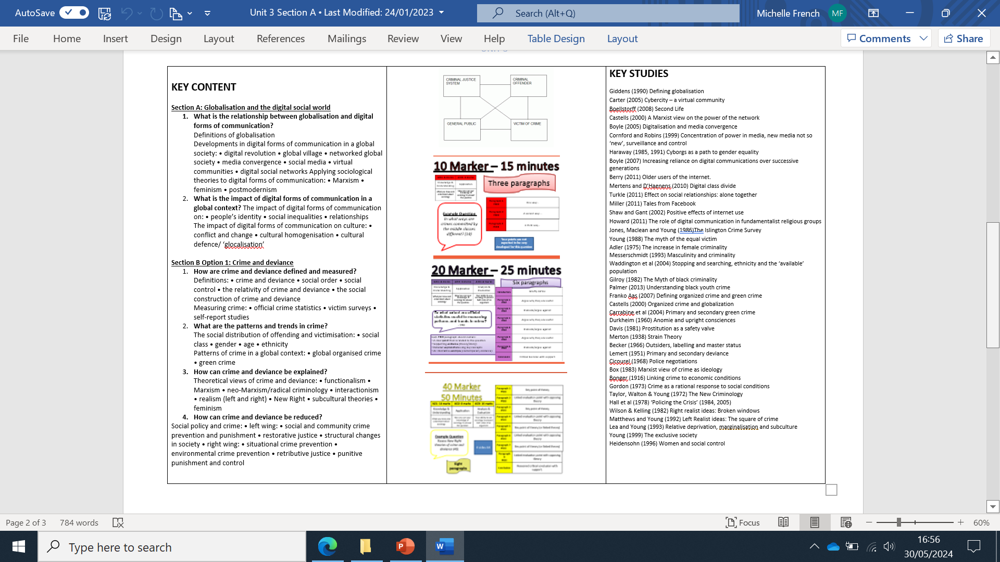 AutoSave
Unit 3 Section A • Last Modified: 24/01/2023
Search (Alt+Q)
Michelle French
MF
File Home Insert Design Layout References Mailings Review View Help Table Design Layout
Comments
Share
KEY CONTENT
Section A: Globalisation and the digital social world
1. What is the relationship between globalisation and digital
forms of communication?
Definitions of globalisation
Developments in digital forms of communication in a global
society: • digital revolution • global village • networked global
society • media convergence • social media • virtual
communities • digital social networks Applying sociological
theories to digital forms of communication: • Marxism •
feminism • postmodernism
2. What is the impact of digital forms of communication in a
global context? The impact of digital forms of communication
on: • people’s identity • social inequalities • relationships
The impact of digital forms of communication on culture: •
conflict and change • cultural homogenisation • cultural
defence/ ‘glocalisation’
Section B Option 1: Crime and deviance
1. How are crime and deviance defined and measured?
Definitions: • crime and deviance • social order • social
control • the relativity of crime and deviance • the social
construction of crime and deviance
Measuring crime: • official crime statistics • victim surveys •
self-report studies
2. What are the patterns and trends in crime?
The social distribution of offending and victimisation: • social
class • gender • age • ethnicity
Patterns of crime in a global context: • global organised crime
• green crime
3. How can crime and deviance be explained?
Theoretical views of crime and deviance: • functionalism •
Marxism • neo-Marxism/radical criminology • interactionism
• realism (left and right) • New Right • subcultural theories •
feminism
4. How can crime and deviance be reduced?
Social policy and crime: • left wing: • social and community crime
prevention and punishment • restorative justice • structural changes
in society • right wing: • situational crime prevention •
environmental crime prevention • retributive justice • punitive
punishment and control
CRIMINAL JUSTICE
SYSTEM
CRIMINAL
OFFENDER
GENERAL PUBLIC
VICTIM OF CRIME
10 Marker – 15 minutes
Three paragraphs
Knowledge &
Understanding
Application
Example Question
In what ways are
crimes committed by
the middle classes
different? (10)
20 Marker – 25 minutes
Six paragraphs
40 Marker
50 Minutes
Knowledge &
Understanding
Application
Analysis &
Evaluation
Example Question
Eight
paragraphs
KEY STUDIES
Giddens (1990) Defining globalisation
Carter (2005) Cybercity – a virtual community
Boellstorff (2008) Second Life
Castells (2000) A Marxist view on the power of the network
Boyle (2005) Digitalisation and media convergence
Cornford and Robins (1999) Concentration of power in media, new media not so
‘new’, surveillance and control
Haraway (1985, 1991) Cyborgs as a path to gender equality
Boyle (2007) Increasing reliance on digital communications over successive
generations
Berry (2011) Older users of the internet.
Mertens and D’Haenens (2010) Digital class divide
Turkle (2011) Effect on social relationships: alone together
Miller (2011) Tales from Facebook
Shaw and Gant (2002) Positive effects of internet use
Howard (2011) The role of digital communication in fundamentalist religious groups
Jones, Maclean and Young (1986)The Islington Crime Survey
Young (1988) The myth of the equal victim
Adler (1975) The increase in female criminality
Messerschmidt (1993) Masculinity and criminality
Waddington et al (2004) Stopping and searching, ethnicity and the ‘available’
population
Gilroy (1982) The Myth of black criminality
Palmer (2013) Understanding black youth crime
Franko Aas (2007) Defining organized crime and green crime
Castells (2000) Organized crime and globalization
Carrabine et al (2004) Primary and secondary green crime
Durkheim (1960) Anomie and upright consciences
Davis (1981) Prostitution as a safety valve
Merton (1938) Strain Theory
Becker (1966) Outsiders, labelling and master status
Lemert (1951) Primary and secondary deviance
Cicourel (1968) Police negotiations
Box (1983) Marxist view of crime as ideology
Bonger (1916) Linking crime to economic conditions
Gordon (1973) Crime as a rational response to social conditions
Taylor, Walton & Young (1972) The New Criminology
Hall et al (1978) ‘Policing the Crisis’ (1984, 2005)
Wilson & Kelling (1982) Right realist ideas: Broken windows
Matthews and Young (1992) Left Realist ideas: The square of crime
Lea and Young (1993) Relative deprivation, marginalisation and subculture
Young (1999) The exclusive society
Heidensohn (1996) Women and social control
Page 2 of 3 784 words
Focus
60%
Type here to search
16:56
30/05/2024